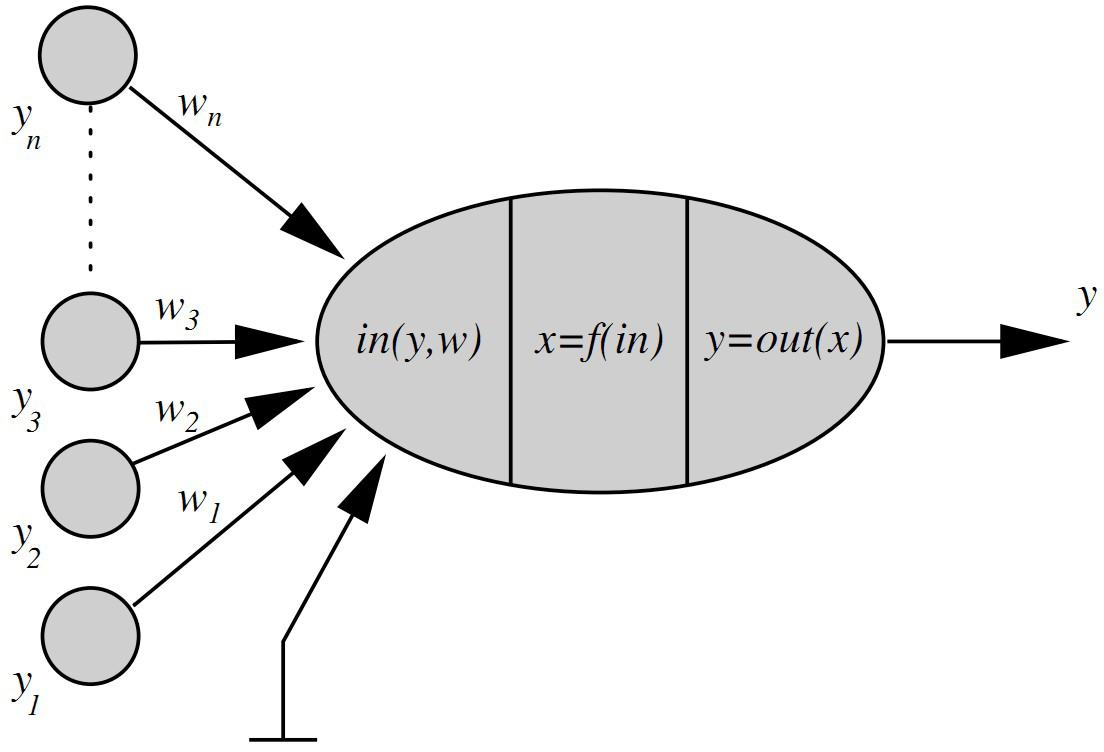 w_n
y_n
w_3
y
in(y,w) x=f(in) y=out(x)
y_3
w_2
w_1
y_2
y_1